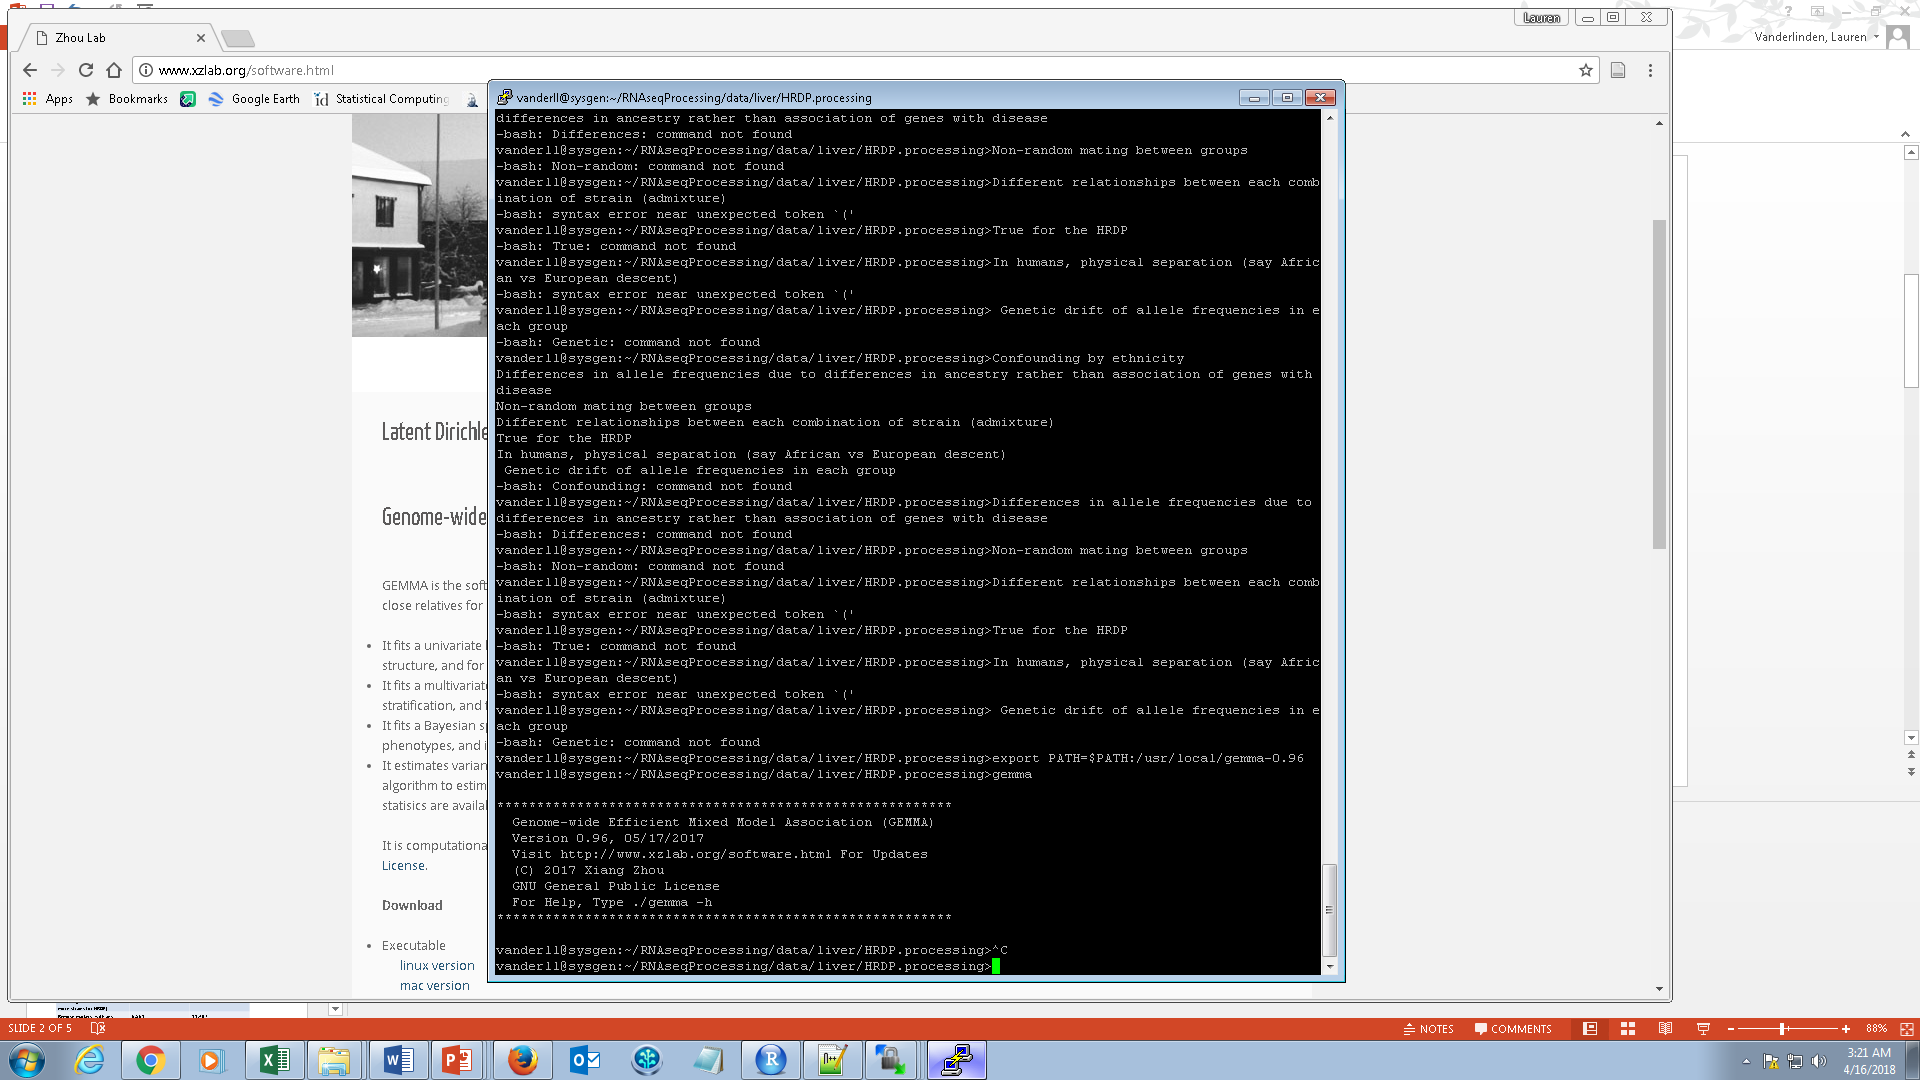 Lauren
Zhou Lab
Vanderlinden, Lauren
www.xzlab.org/software.html
Apps
Bookmarks
Google Earth
Statistical Computing
vanderll@sysgen:~/RNAseqProcessing/data/liver/HRDP.processing
differences in ancestry rather than association of genes with disease
-bash: Differences: command not found
vanderll@sysgen:~/RNAseqProcessing/data/liver/HRDP.processing>Non-random mating between groups
-bash: Non-random: command not found
vanderll@sysgen:~/RNAseqProcessing/data/liver/HRDP.processing>Different relationships between each comb
ination of strain (admixture)
-bash: syntax error near unexpected token `('
vanderll@sysgen:~/RNAseqProcessing/data/liver/HRDP.processing>True for the HRDP
-bash: True: command not found
vanderll@sysgen:~/RNAseqProcessing/data/liver/HRDP.processing>In humans, physical separation (say Afric
an vs European descent)
-bash: syntax error near unexpected token `('
vanderll@sysgen:~/RNAseqProcessing/data/liver/HRDP.processing> Genetic drift of allele frequencies in e
ach group
-bash: Genetic: command not found
vanderll@sysgen:~/RNAseqProcessing/data/liver/HRDP.processing>Confounding by ethnicity
Differences in allele frequencies due to differences in ancestry rather than association of genes with
disease
Non-random mating between groups
Different relationships between each combination of strain (admixture)
True for the HRDP
In humans, physical separation (say African vs European descent)
 Genetic drift of allele frequencies in each group
-bash: Confounding: command not found
vanderll@sysgen:~/RNAseqProcessing/data/liver/HRDP.processing>Differences in allele frequencies due to
differences in ancestry rather than association of genes with disease
-bash: Differences: command not found
vanderll@sysgen:~/RNAseqProcessing/data/liver/HRDP.processing>Non-random mating between groups
-bash: Non-random: command not found
vanderll@sysgen:~/RNAseqProcessing/data/liver/HRDP.processing>Different relationships between each comb
ination of strain (admixture)
-bash: syntax error near unexpected token `('
vanderll@sysgen:~/RNAseqProcessing/data/liver/HRDP.processing>True for the HRDP
-bash: True: command not found
vanderll@sysgen:~/RNAseqProcessing/data/liver/HRDP.processing>In humans, physical separation (say Afric
an vs European descent)
-bash: syntax error near unexpected token `('
vanderll@sysgen:~/RNAseqProcessing/data/liver/HRDP.processing> Genetic drift of allele frequencies in e
ach group
-bash: Genetic: command not found
vanderll@sysgen:~/RNAseqProcessing/data/liver/HRDP.processing>export PATH=$PATH:/usr/local/gemma-0.96
vanderll@sysgen:~/RNAseqProcessing/data/liver/HRDP.processing>gemma
*********************************************************
Genome-wide Efficient Mixed Model Association (GEMMA)
Version 0.96, 05/17/2017
Visit http://www.xzlab.org/software.html For Updates
(C) 2017 Xiang Zhou
GNU General Public License
For Help, Type ./gemma -h
*********************************************************
vanderll@sysgen:~/RNAseqProcessing/data/liver/HRDP.processing>^C
vanderll@sysgen:~/RNAseqProcessing/data/liver/HRDP.processing>
Latent Dirichle
Genome-wide
GEMMA is the soft
close relatives for
It fits a univariate
structure, and for
It fits a multivariate
stratification, and
It fits a Bayesian sp
phenotypes, and i
It estimates varian
algorithm to estim
statisics are availa
It is computationa
License.
Download
Executable
linux version
mac version
SLIDE 2 OF 5
NOTES
COMMENTS
88%
3:21 AM
4/16/2018